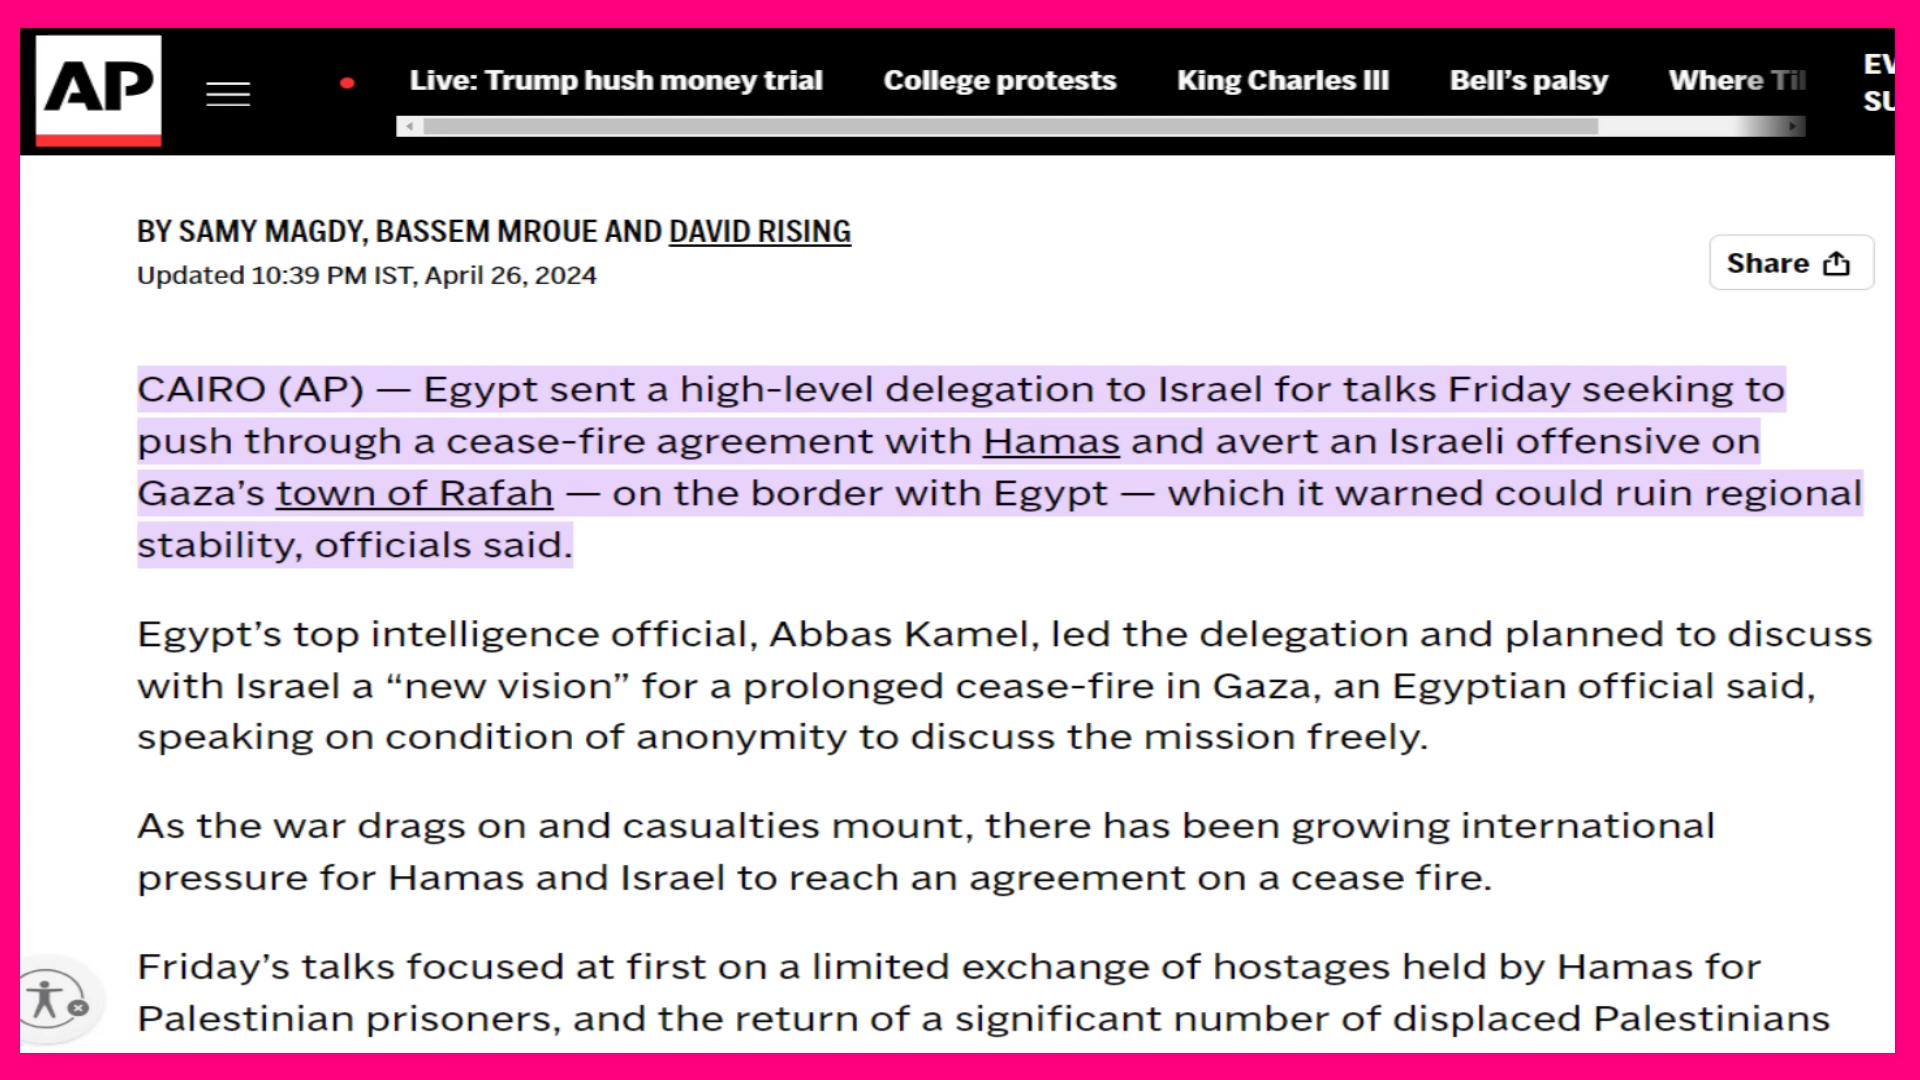 AP
Live: Trump hush money trial College protests King Charles III Bell's palsy Where
BY SAMY MAGDY, BASSEM MROUE AND DAVID RISING
Updated 10:39 PM IST, April 26, 2024
Share
CAIRO (AP) — Egypt sent a high-level delegation to Israel for talks Friday seeking to
push through a cease-fire agreement with Hamas and avert an Israeli offensive on
Gaza’s town of Rafah — on the border with Egypt — which it warned could ruin regional
stability, officials said.
Egypt’s top intelligence official, Abbas Kamel, led the delegation and planned to discuss
with Israel a “new vision” for a prolonged cease-fire in Gaza, an Egyptian official said,
speaking on condition of anonymity to discuss the mission freely.
As the war drags on and casualties mount, there has been growing international
pressure for Hamas and Israel to reach an agreement on a cease fire.
Friday’s talks focused at first on a limited exchange of hostages held by Hamas for
Palestinian prisoners, and the return of a significant number of displaced Palestinians